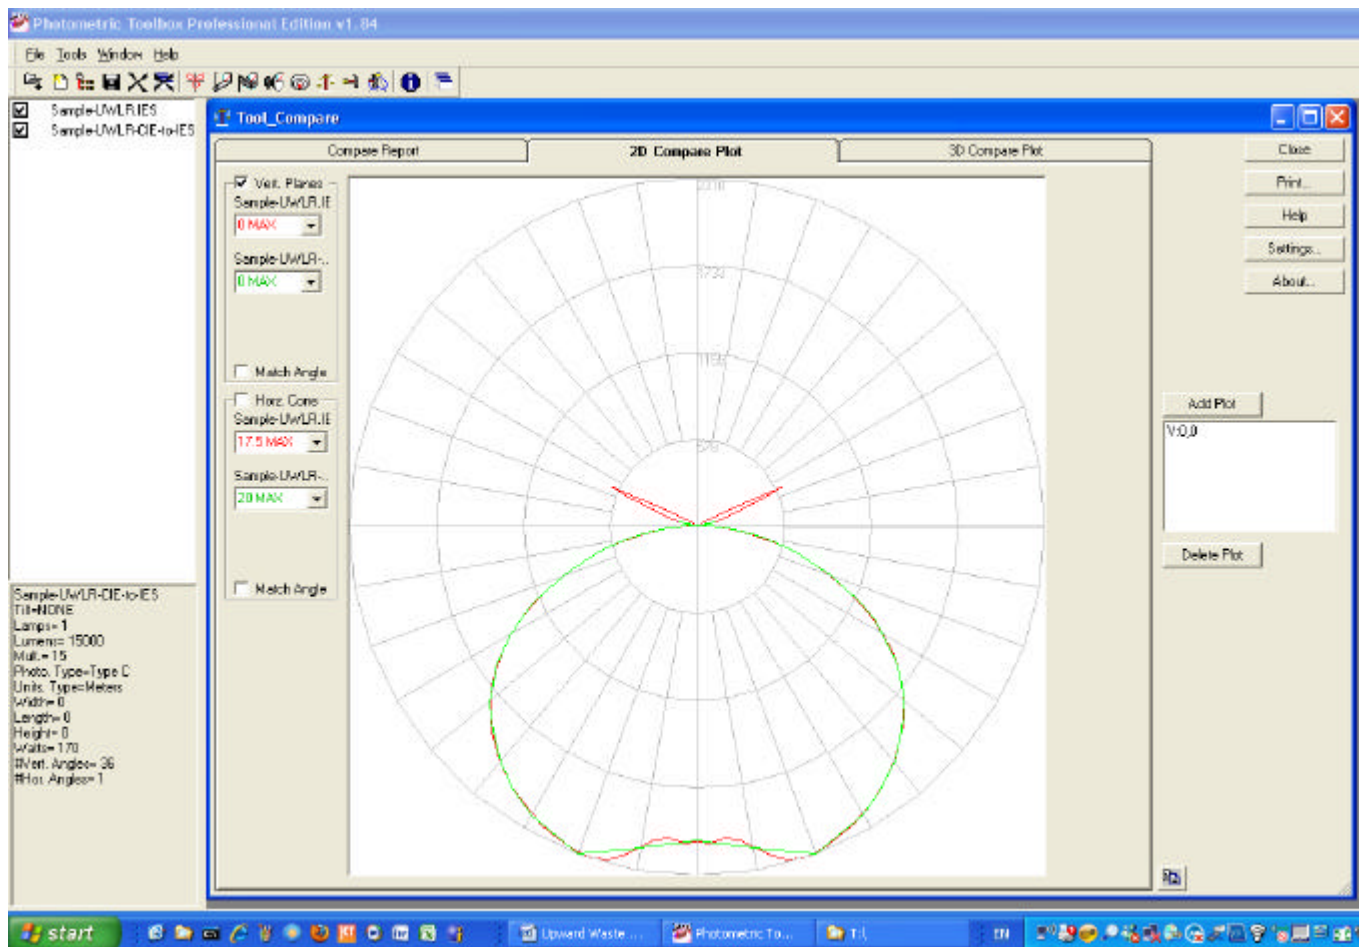 Photometric Toolbox Professional Edition v1.84
File Tools Window Help
Sample-UWLR.IES
Sample-UWLR-CIE-to-IES
Tool_Compare
Compare Report
2D Compare Plot
3D Compare Plot
Close
Print...
Help
Settings...
About...
Vert. Planes
Sample-UWLR.IE
0 MAX
Sample-UWLR-...
0 MAX
Match Angle
Horz. Cone
Sample-UWLR.IE
17.5 MAX
Sample-UWLR-...
20 MAX
Match Angle
1733
Add Plot
V:0,0
Delete Plot
Sample-UWLR-CIE-to-IES
Tilt=NONE
Lamps= 1
Lumens= 15000
Mult.= 15
Photo. Type=Type C
Units. Type=Meters
Width= 0
Length= 0
Height= 0
Watts= 170
#Vert. Angles= 36
#Hor. Angles= 1
start
Upward Waste ...
Photometric To...
T:\
EN